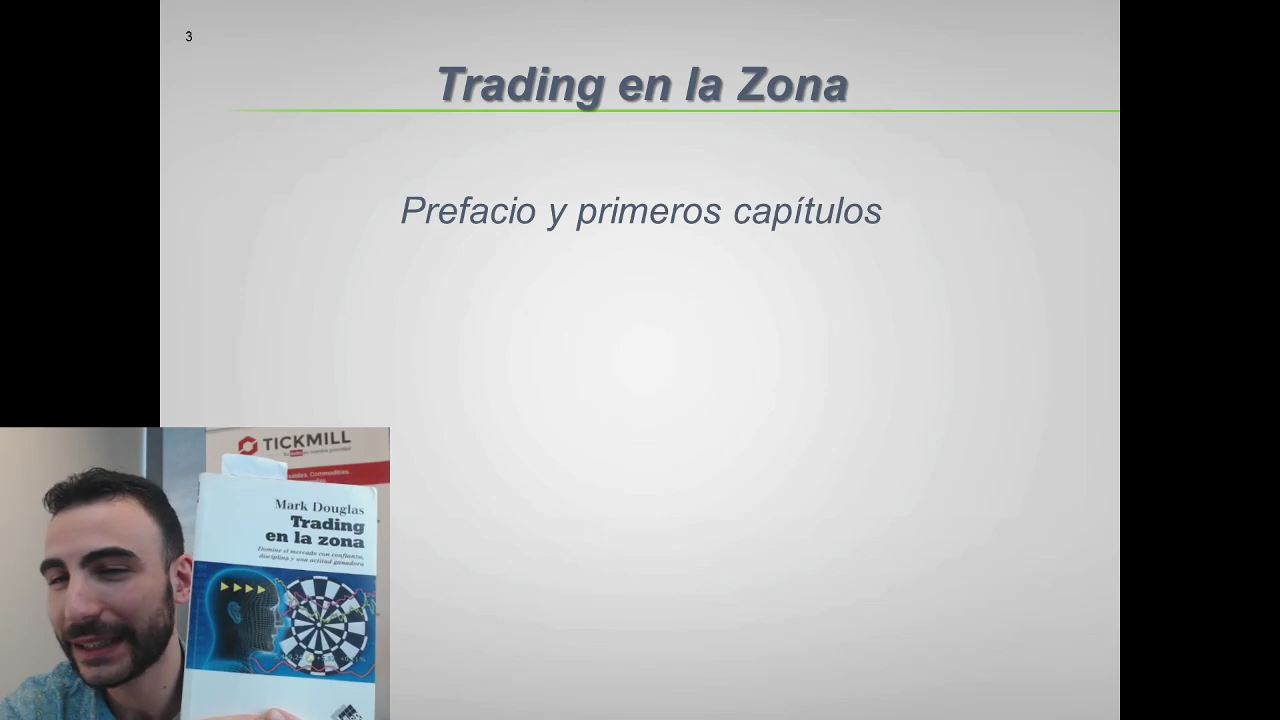 3
Trading en la Zona
Prefacio y primeros capítulos
TICKMILL
Mark Douglas
Trading
en la zona
Domine el mercado con confianza,
disciplina y una actitud ganadora